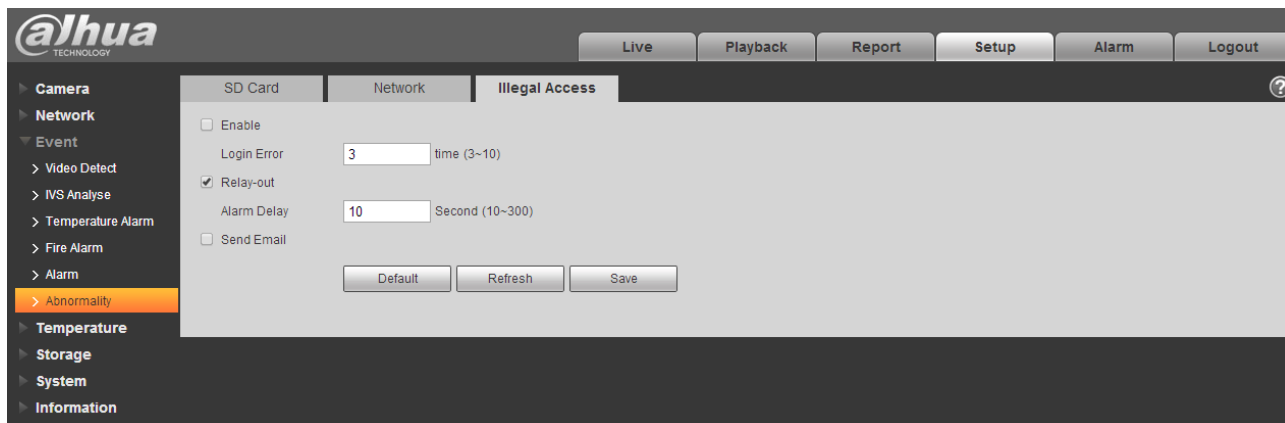 alhua
TECHNOLOGY
Live Playback Report Setup Alarm Logout
Camera
Network
Event
Video Detect
IVS Analyse
Temperature Alarm
Fire Alarm
Alarm
Abnormality
Temperature
Storage
System
Information
SD Card Network Illegal Access
?
Enable
Login Error 3 time (3~10)
Relay-out
Alarm Delay 10 Second (10~300)
Send Email
Default Refresh Save